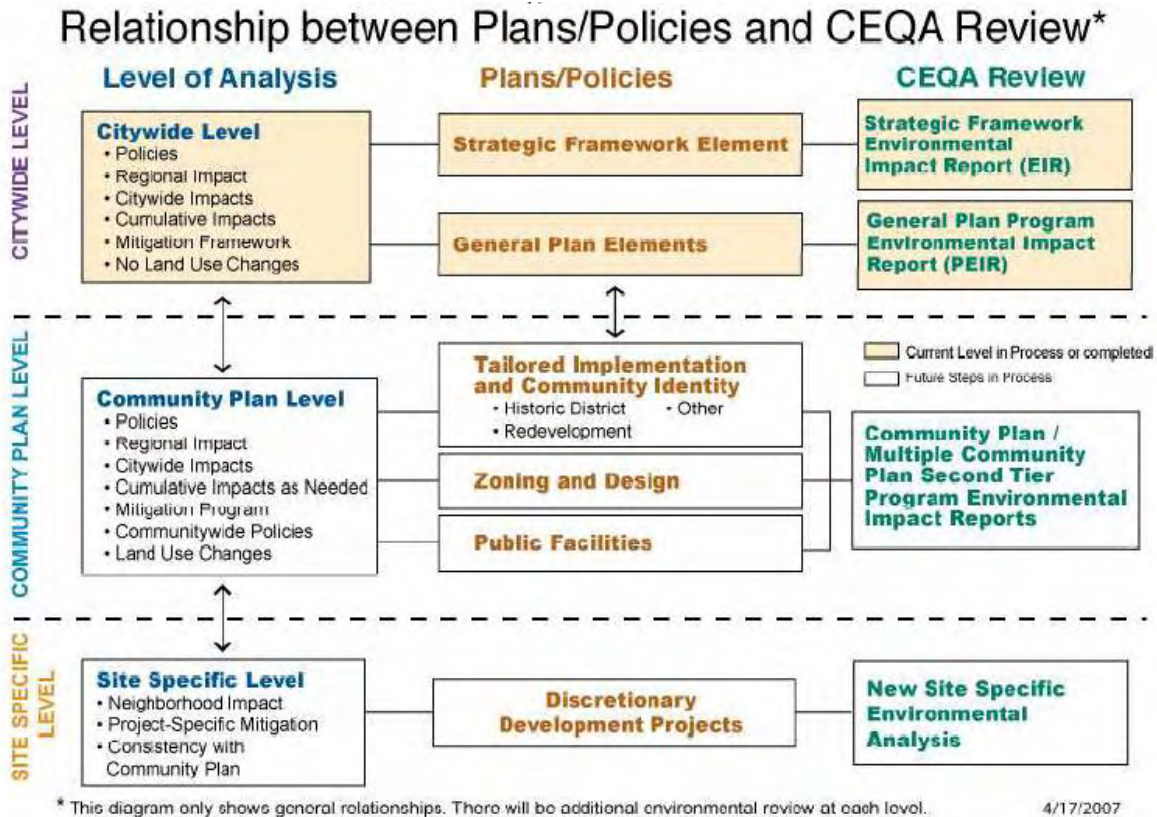 Relationship between Plans/Policies and CEQA Review*
Level of Analysis
Plans/Policies
CEQA Review
CITYWIDE LEVEL
Citywide Level
• Policies
• Regional Impact
• Citywide Impacts
• Cumulative Impacts
• Mitigation Framework
• No Land Use Changes
Strategic Framework Element
General Plan Elements
Strategic Framework
Environmental
Impact Report (EIR)
General Plan Program
Environmental Impact
Report (PEIR)
COMMUNITY PLAN LEVEL
Community Plan Level
• Policies
• Regional Impact
• Citywide Impacts
• Cumulative Impacts as Needed
• Mitigation Program
• Communitywide Policies
• Land Use Changes
Tailored Implementation
and Community Identity
• Historic District • Other
• Redevelopment
Zoning and Design
Public Facilities
Current Level in Process or completed
Future Steps in Process
Community Plan /
Multiple Community
Plan Second Tier
Program Environmental
Impact Reports
SITE SPECIFIC
LEVEL
Site Specific Level
• Neighborhood Impact
• Project-Specific Mitigation
• Consistency with
Community Plan
Discretionary
Development Projects
New Site Specific
Environmental
Analysis
* This diagram only shows general relationships. There will be additional environmental review at each level.
4/17/2007